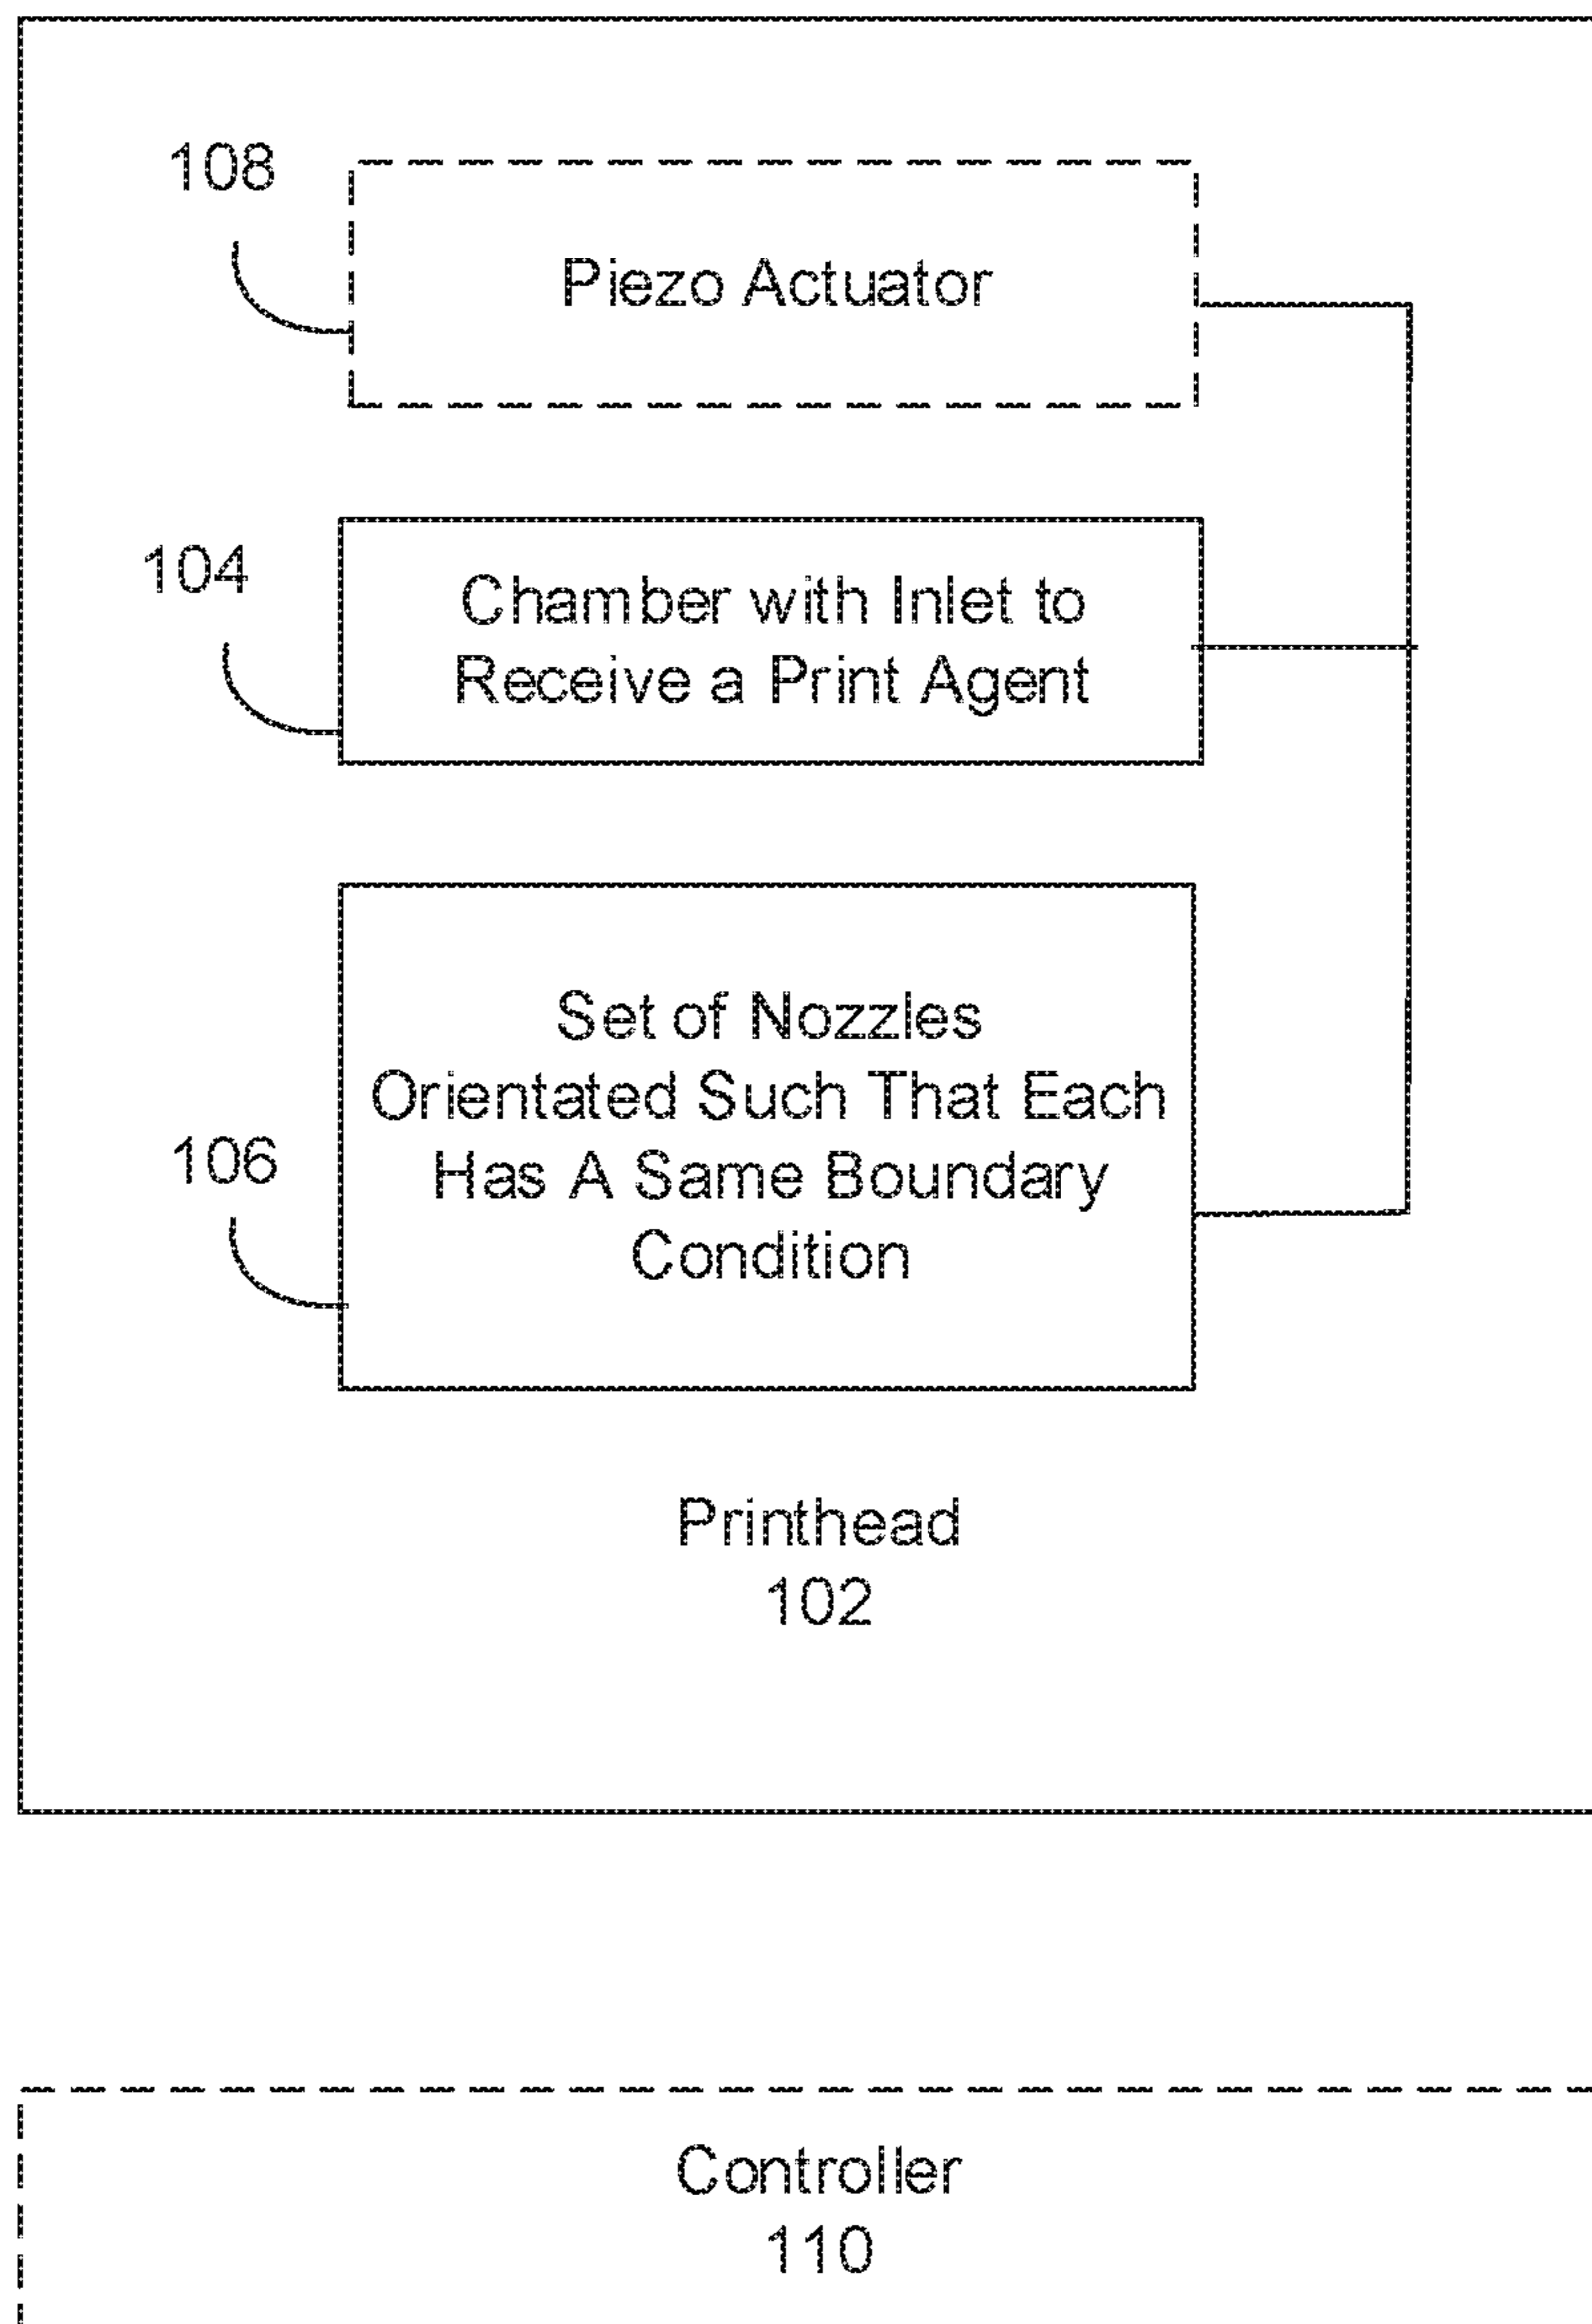 108
Piezo Actuator
104
Chamber with Inlet to
Receive a Print Agent
Set of Nozzles
Orientated Such That Each
106
Has A Same Boundary
Condition
Printhead
102
Controller
110